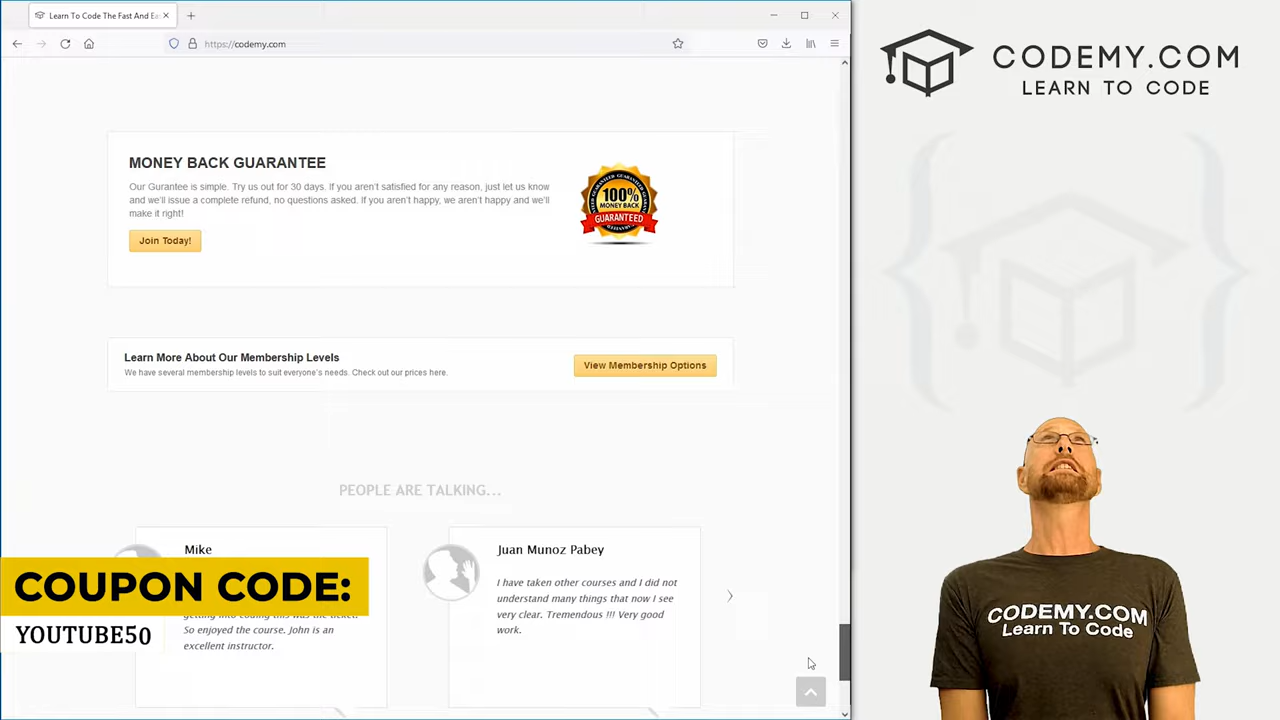 Learn To Code The Fast And Ea
https://codemy.com
CODEMY.COM
LEARN TO CODE
MONEY BACK GUARANTEE
Our Gurantee is simple. Try us out for 30 days. If you aren't satisfied for any reason, just let us know
and we'll issue a complete refund, no questions asked. If you aren't happy, we aren't happy and we'll
make it right!
Join Today!
100%
MONEY BACK
GUARANTEED
Learn More About Our Membership Levels
We have several membership levels to suit everyone's needs. Check out our prices here.
View Membership Options
PEOPLE ARE TALKING...
Mike
So enjoyed the course. John is an
excellent instructor.
Juan Munoz Pabey
I have taken other courses and I did not
understand many things that now I see
very clear. Tremendous !!! Very good
work.
COUPON CODE:
YOUTUBE50
CODEMY.COM
Learn To Code